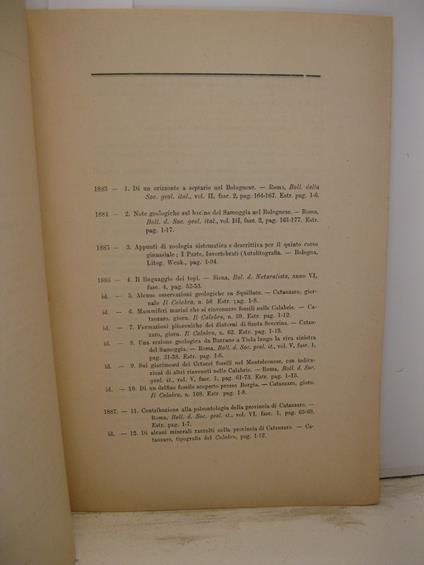 1883 — 1. Di un orizzonte a septarie nel Bolognese. — Roma, Boll. della
Soc. geol. ital., vol. II, fasc. 2, pag. 164-167. Estr. pag. 1-6.
1884 — 2. Note geologiche sul bacino del Samoggia nel Bolognese. — Roma,
Boll. d. Soc. geol. ital., vol. III, fasc. 2, pag. 161-177. Estr.
pag. 1-17.
1885 — 3. Appunti di zoologia sistematica e descrittiva per il quinto corso
ginnasiale; I Parte, Invertebrati (Autolitografia. — Bologna,
Litog. Wenk., pag. 1-94.
1886 — 4. Il linguaggio dei topi. — Siena, Bol. d. Naturalista, anno VI,
fasc. 4, pag. 52-53.
id. — 5. Alcune osservazioni geologiche su Squillace. — Catanzaro, gior-
nale Il Calabro, n. 56 Estr. pag. 1-8.
id. — 6. Mammiferi marini che si rinvennero fossili nelle Calabrie. — Ca-
tanzaro, giorn. Il Calabro, n. 59. Estr. pag. 1-12.
id. — 7. Formazioni plioceniche dei dintorni di Santa Severina. — Catan-
zaro, giorn. Il Calabro, n. 62. Estr. pag. 1-16.
id. — 8. Una sezione geologica da Bazzano a Tiola lungo la riva sinistra
del Samoggia. — Roma, Boll. d. Soc. geol. it., vol. V, fasc. 1,
pag. 31-38. Estr. pag. 1-6.
id. — 9. Sui giacimenti dei Cetacei fossili nel Monteleonese, con indica-
zioni di altri rinvenuti nelle Calabrie. — Roma, Boll. d. Soc.
geol. it., vol. V, fasc. 1, pag. 61-73. Estr. pag. 1-13.
id. — 10. Di un delfino fossile scoperto presso Borgia. — Catanzaro, giorn.
Il Calabro, n. 108. Estr. pag. 1-8.
1887. — 11. Contribuzione alla paleontologia della provincia di Catanzaro. —
Roma, Boll. d. Soc. geol. it., vol. VI. fasc. 1, pag. 63-69.
Estr. pag. 1-7.
id. — 12. Di alcuni minerali raccolti nella provincia di Catanzaro. — Ca-
tanzaro, tipografia del Calabro, pag. 1-12.